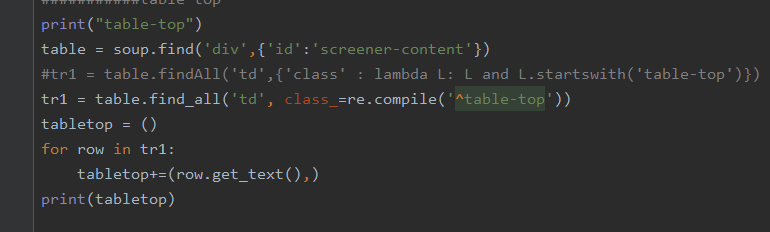 ###########table top
print("table-top")
table = soup.find('div',{'id':'screener-content'})
#tr1 = table.findAll('td',{'class' : lambda L: L and L.startswith('table-top')})
tr1 = table.find_all('td', class_=re.compile('^table-top'))
tabletop = ()
for row in tr1:
    tabletop+=(row.get_text(),)
print(tabletop)